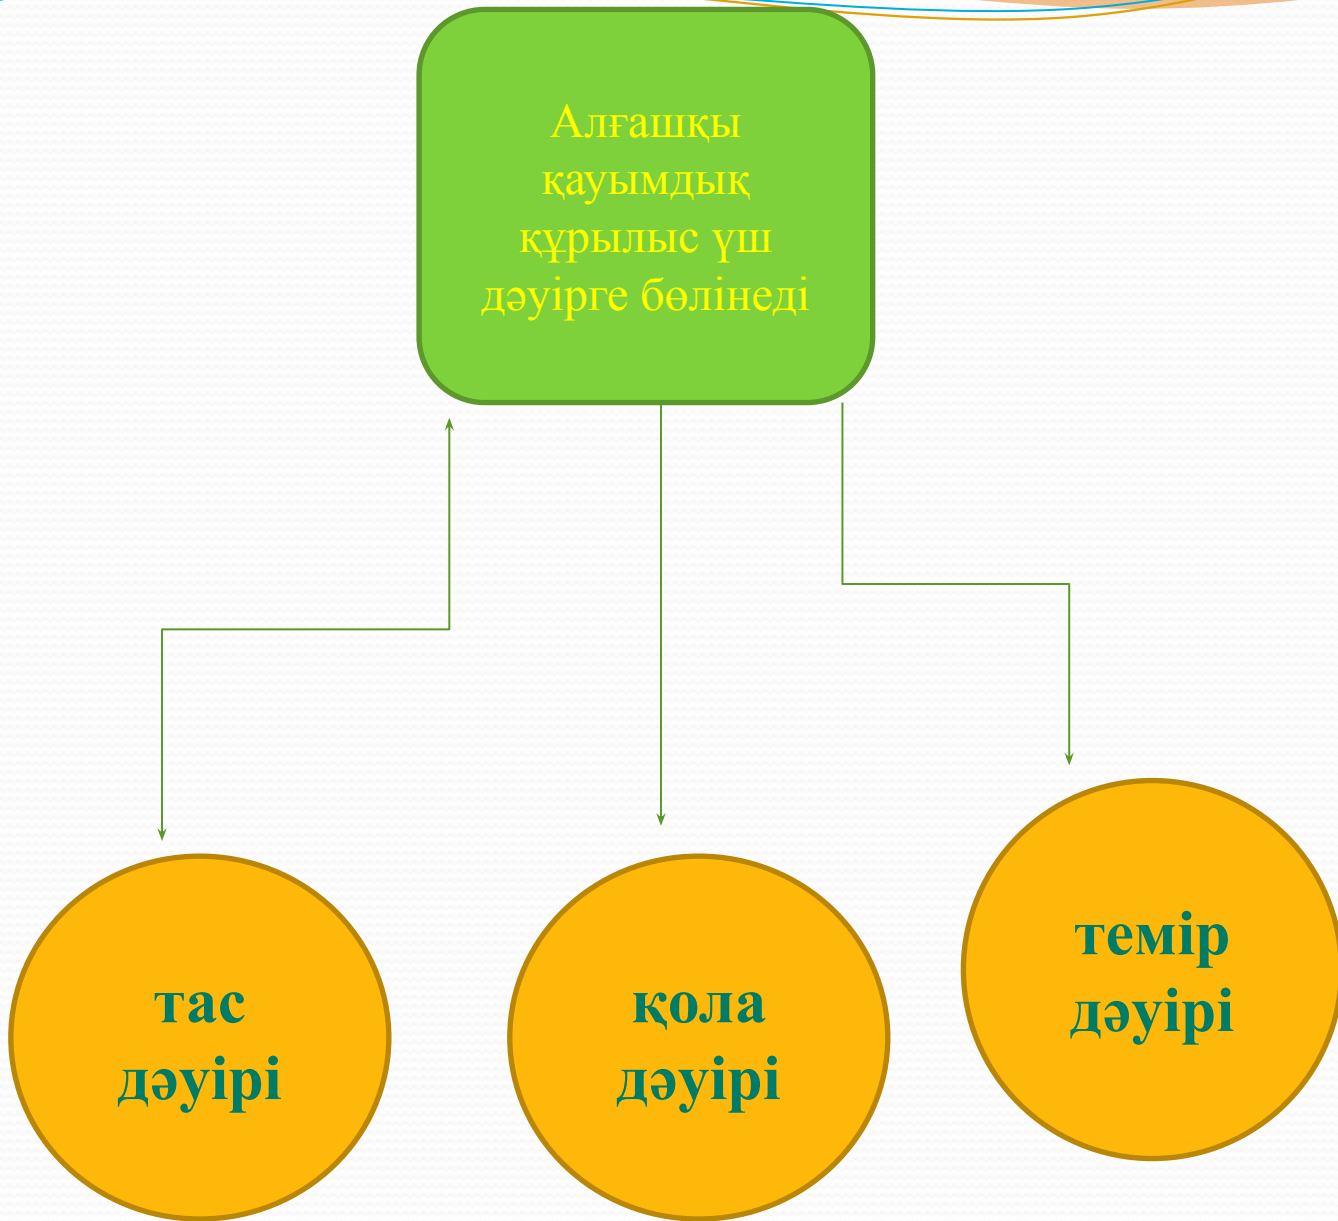 Алғашқы
қауымдық
құрылыс үш
дәуірге бөлінеді
тас
дәуірі
қола
дәуірі
темір
дәуірі